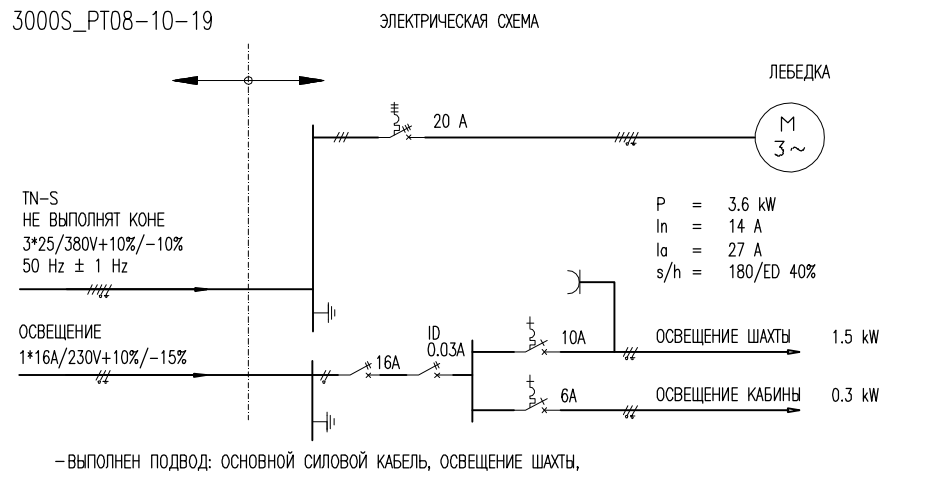 3000S_PT08-10-19
ЭЛЕКТРИЧЕСКАЯ СХЕМА
ЛЕБЕДКА
20 A
M
3~
TN-S
НЕ ВЫПОЛНЯТ КОНЕ
3*25/380V+10%/-10%
50 Hz ± 1 Hz
P = 3.6 kW
In = 14 A
Ia = 27 A
s/h = 180/ED 40%
ОСВЕЩЕНИЕ
1*16A/230V+10%/-15%
16A
ID
0.03A
10A
ОСВЕЩЕНИЕ ШАХТЫ 1.5 kW
6A
ОСВЕЩЕНИЕ КАБИНЫ 0.3 kW
-ВЫПОЛНЕН ПОДВОД: ОСНОВНОЙ СИЛОВОЙ КАБЕЛЬ, ОСВЕЩЕНИЕ ШАХТЫ,